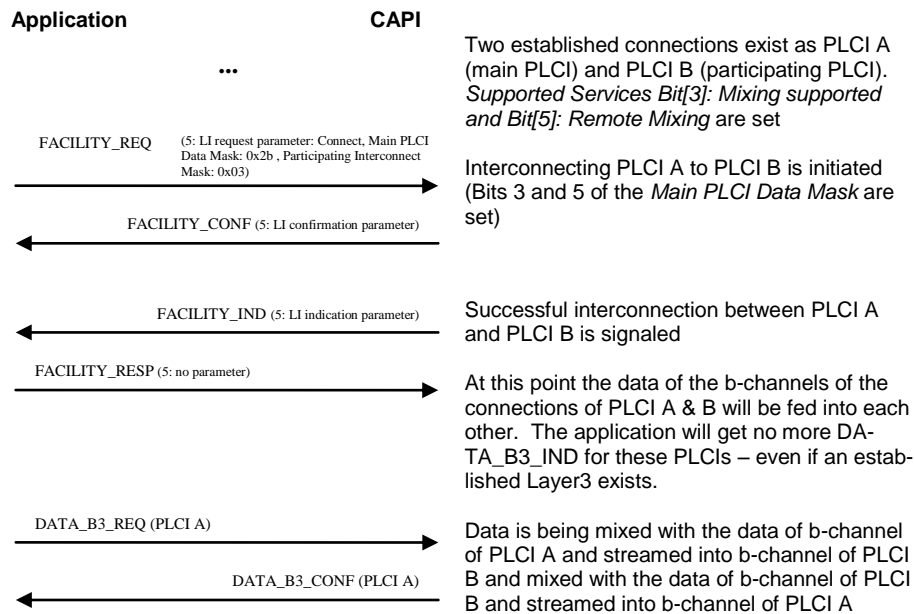 Application CAPI
...
Two established connections exist as PLCI A
(main PLCI) and PLCI B (participating PLCI).
Supported Services Bit[3]: Mixing supported
and Bit[5]: Remote Mixing are set
FACILITY_REQ (5: LI request parameter: Connect, Main PLCI
Data Mask: 0x2b , Participating Interconnect
Mask: 0x03)
Interconnecting PLCI A to PLCI B is initiated
(Bits 3 and 5 of the Main PLCI Data Mask are
set)
FACILITY_CONF (5: LI confirmation parameter)
FACILITY_IND (5: LI indication parameter)
Successful interconnection between PLCI A
and PLCI B is signaled
FACILITY_RESP (5: no parameter)
At this point the data of the b-channels of the
connections of PLCI A & B will be fed into each
other. The application will get no more DA-
TA_B3_IND for these PLCIs – even if an estab-
lished Layer3 exists.
DATA_B3_REQ (PLCI A)
Data is being mixed with the data of b-channel
of PLCI A and streamed into b-channel of PLCI
B and mixed with the data of b-channel of PLCI
B and streamed into b-channel of PLCI A
DATA_B3_CONF (PLCI A)